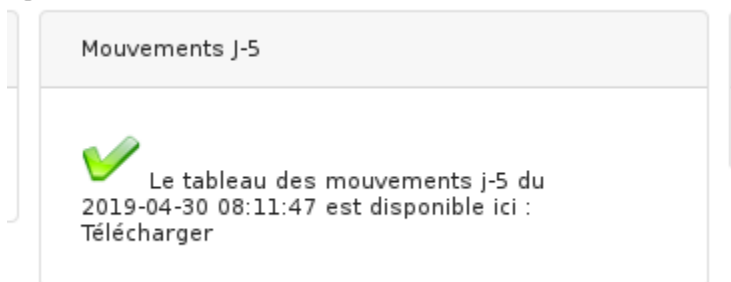 Mouvements J-5
Le tableau des mouvements j-5 du
2019-04-30 08:11:47 est disponible ici :
Télécharger